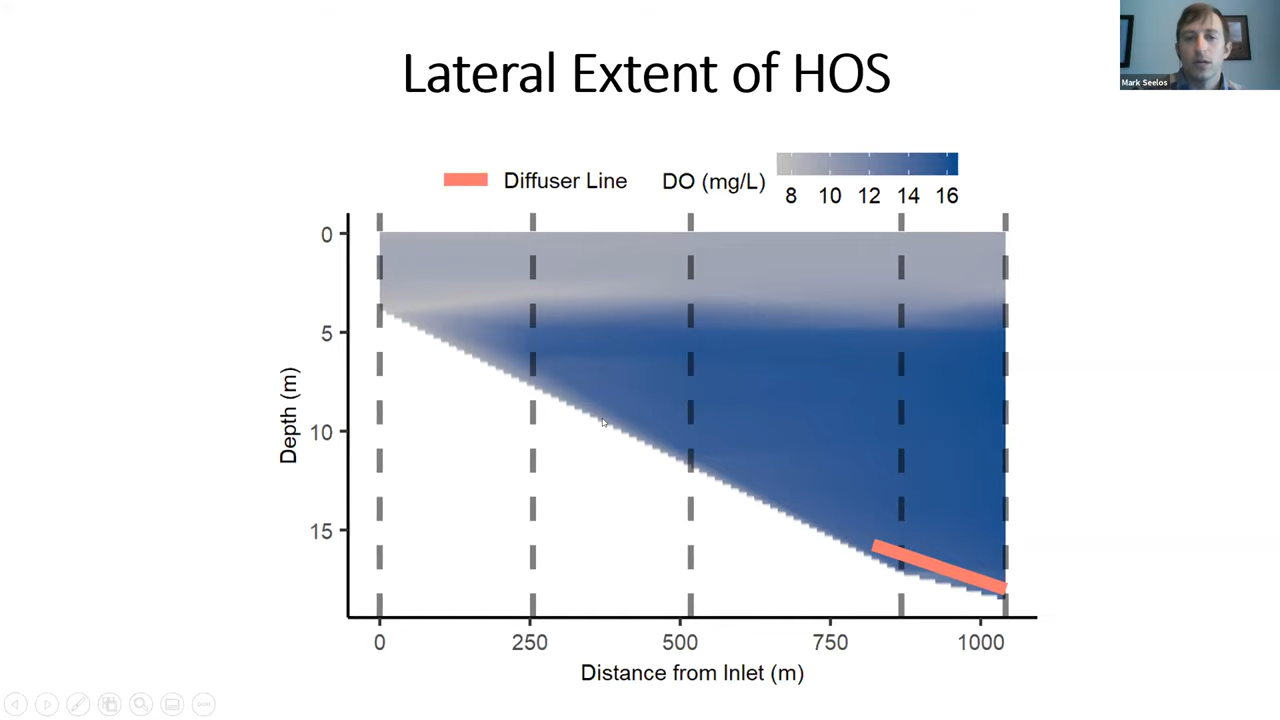 Lateral Extent of HOS
Mark Seelos
Diffuser Line
DO (mg/L)
8 10 12 14 16
0
5
10
15
Depth (m)
0 250 500 750 1000
Distance from Inlet (m)